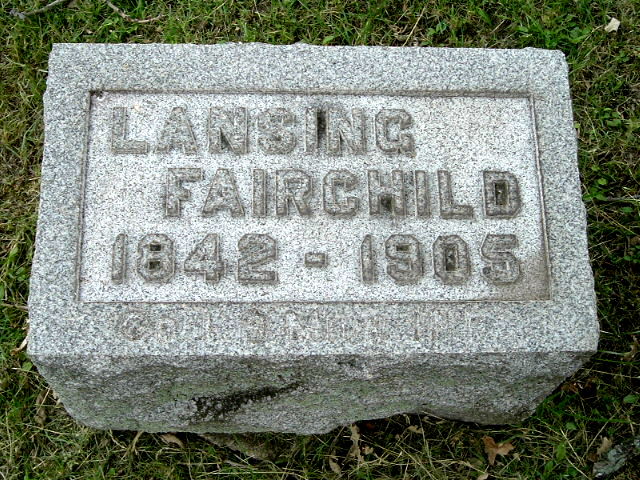 LANSING
FAIRCHILD
1842 - 1905